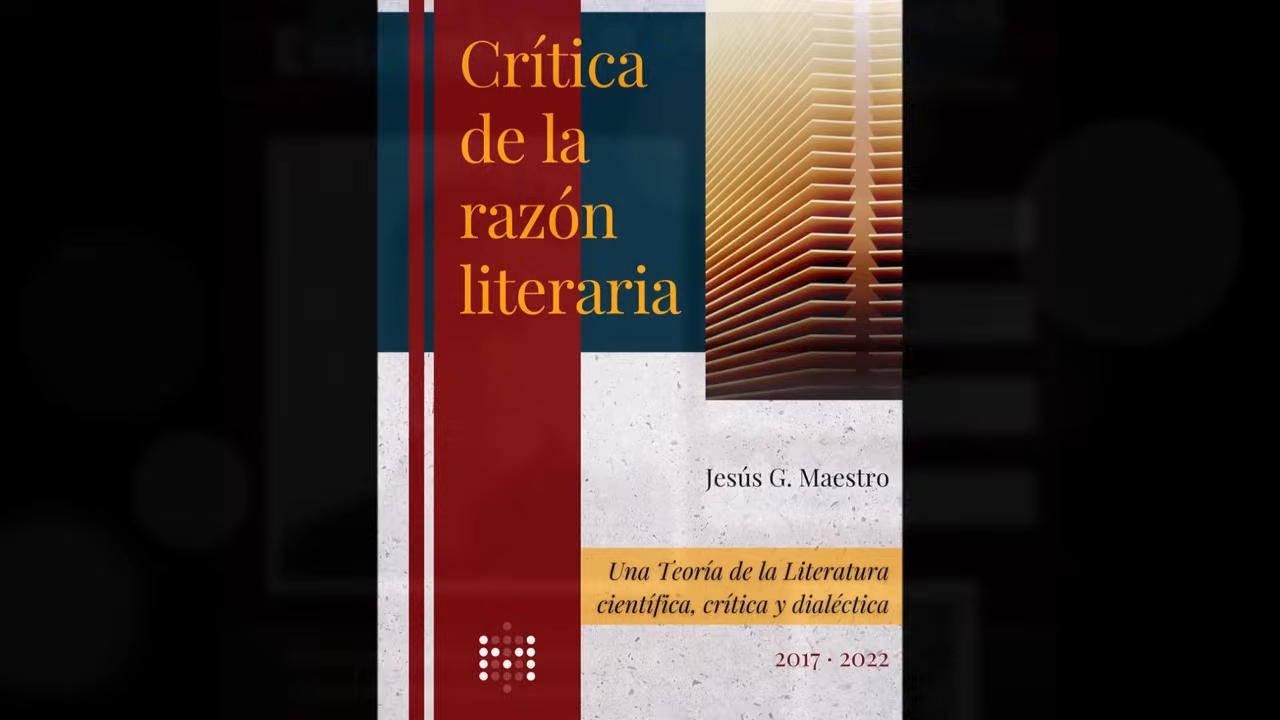 Crítica
de la
razón
literaria
Jesús G. Maestro
Una Teoría de la Literatura
científica, crítica y dialéctica
2017 · 2022